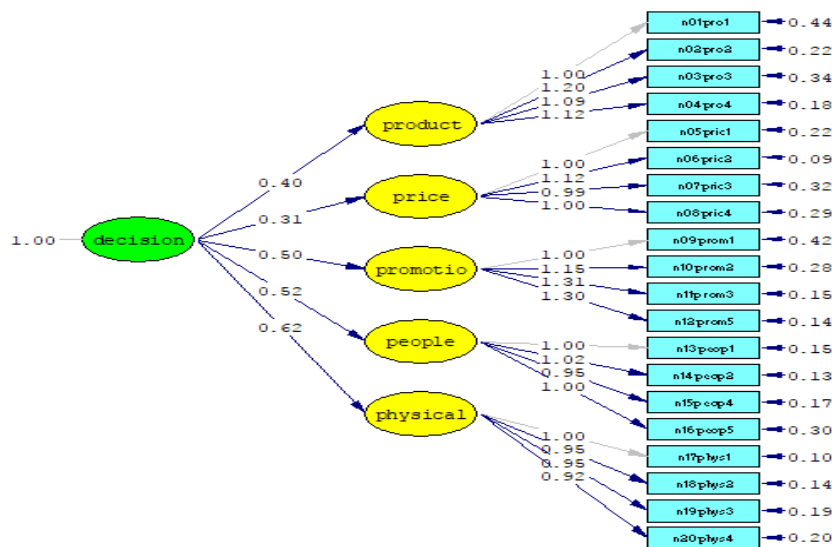 n01pro1 0.44
n02pro2 0.22
1.00
1.20 n03pro3 0.34
1.09
product 1.12 n04pro4 0.18
n05pric1 0.22
1.00
1.12 n06pric2 0.09
0.40 price 0.99 n07pric3 0.32
1.00 n08pric4 0.29
0.31
1.00 decision n09prom1 0.42
0.50 promotio 1.00
1.15 n10prom2 0.28
1.31 n11prom3 0.15
0.52 1.30
0.62 n12prom5 0.14
people 1.00 n13peop1 0.15
1.02 n14peop2 0.13
0.95
1.00 n15peop4 0.17
physical n16peop5 0.30
1.00 n17phys1 0.10
0.95
0.95 n18phys2 0.14
0.92
n19phys3 0.19
n20phys4 0.20